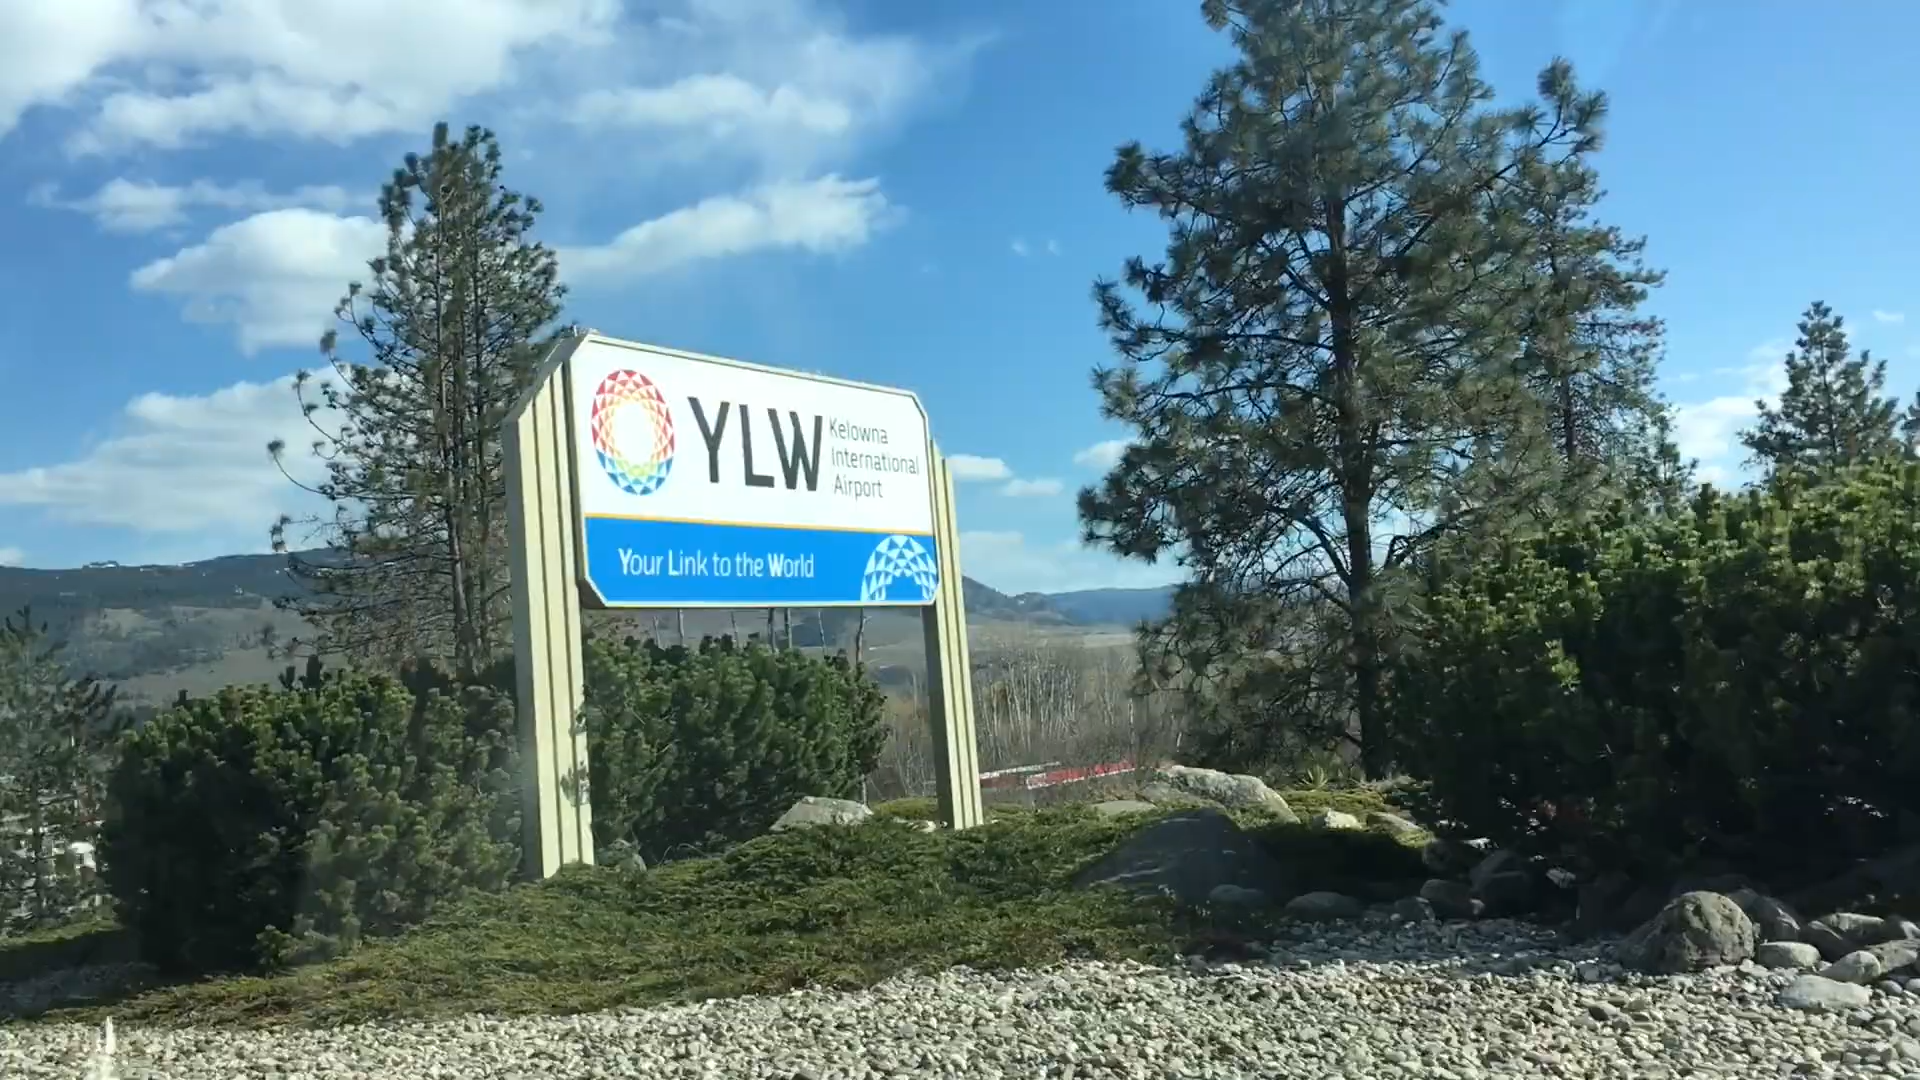 YLW
Kelowna
International
Airport
Your Link to the World